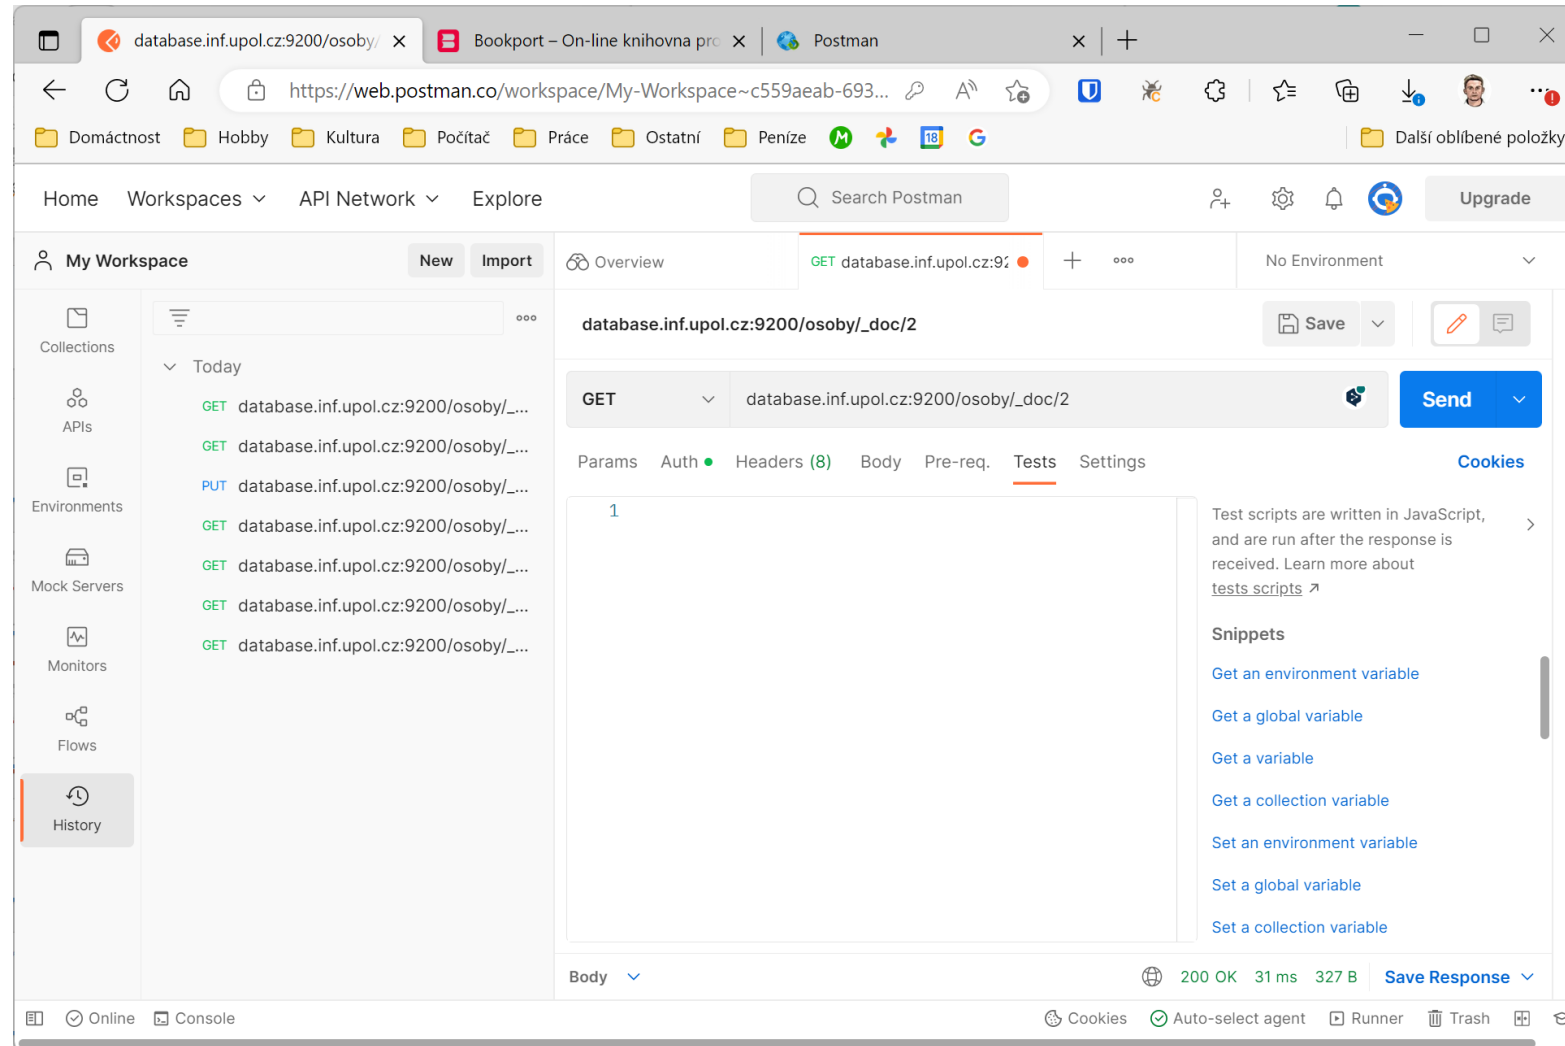 database.inf.upol.cz:9200/osoby/
Bookport – On-line knihovna pro
Postman
https://web.postman.co/workspace/My-Workspace~c559aeab-693...
Domáctnost
Hobby
Kultura
Počítač
Práce
Ostatní
Peníze
18
Další oblíbené položky
Home
Workspaces
API Network
Explore
Search Postman
Upgrade
My Workspace
New
Import
Overview
GET database.inf.upol.cz:92
No Environment
Collections
APIs
Environments
Mock Servers
Monitors
Flows
History
Today
GET database.inf.upol.cz:9200/osoby/_...
GET database.inf.upol.cz:9200/osoby/_...
PUT database.inf.upol.cz:9200/osoby/_...
GET database.inf.upol.cz:9200/osoby/_...
GET database.inf.upol.cz:9200/osoby/_...
GET database.inf.upol.cz:9200/osoby/_...
GET database.inf.upol.cz:9200/osoby/_...
database.inf.upol.cz:9200/osoby/_doc/2
Save
GET
database.inf.upol.cz:9200/osoby/_doc/2
Send
Params
Auth
Headers (8)
Body
Pre-req.
Tests
Settings
Cookies
1
Test scripts are written in JavaScript,
and are run after the response is
received. Learn more about
tests scripts
Snippets
Get an environment variable
Get a global variable
Get a variable
Get a collection variable
Set an environment variable
Set a global variable
Set a collection variable
Body
200 OK
31 ms
327 B
Save Response
Online
Console
Cookies
Auto-select agent
Runner
Trash